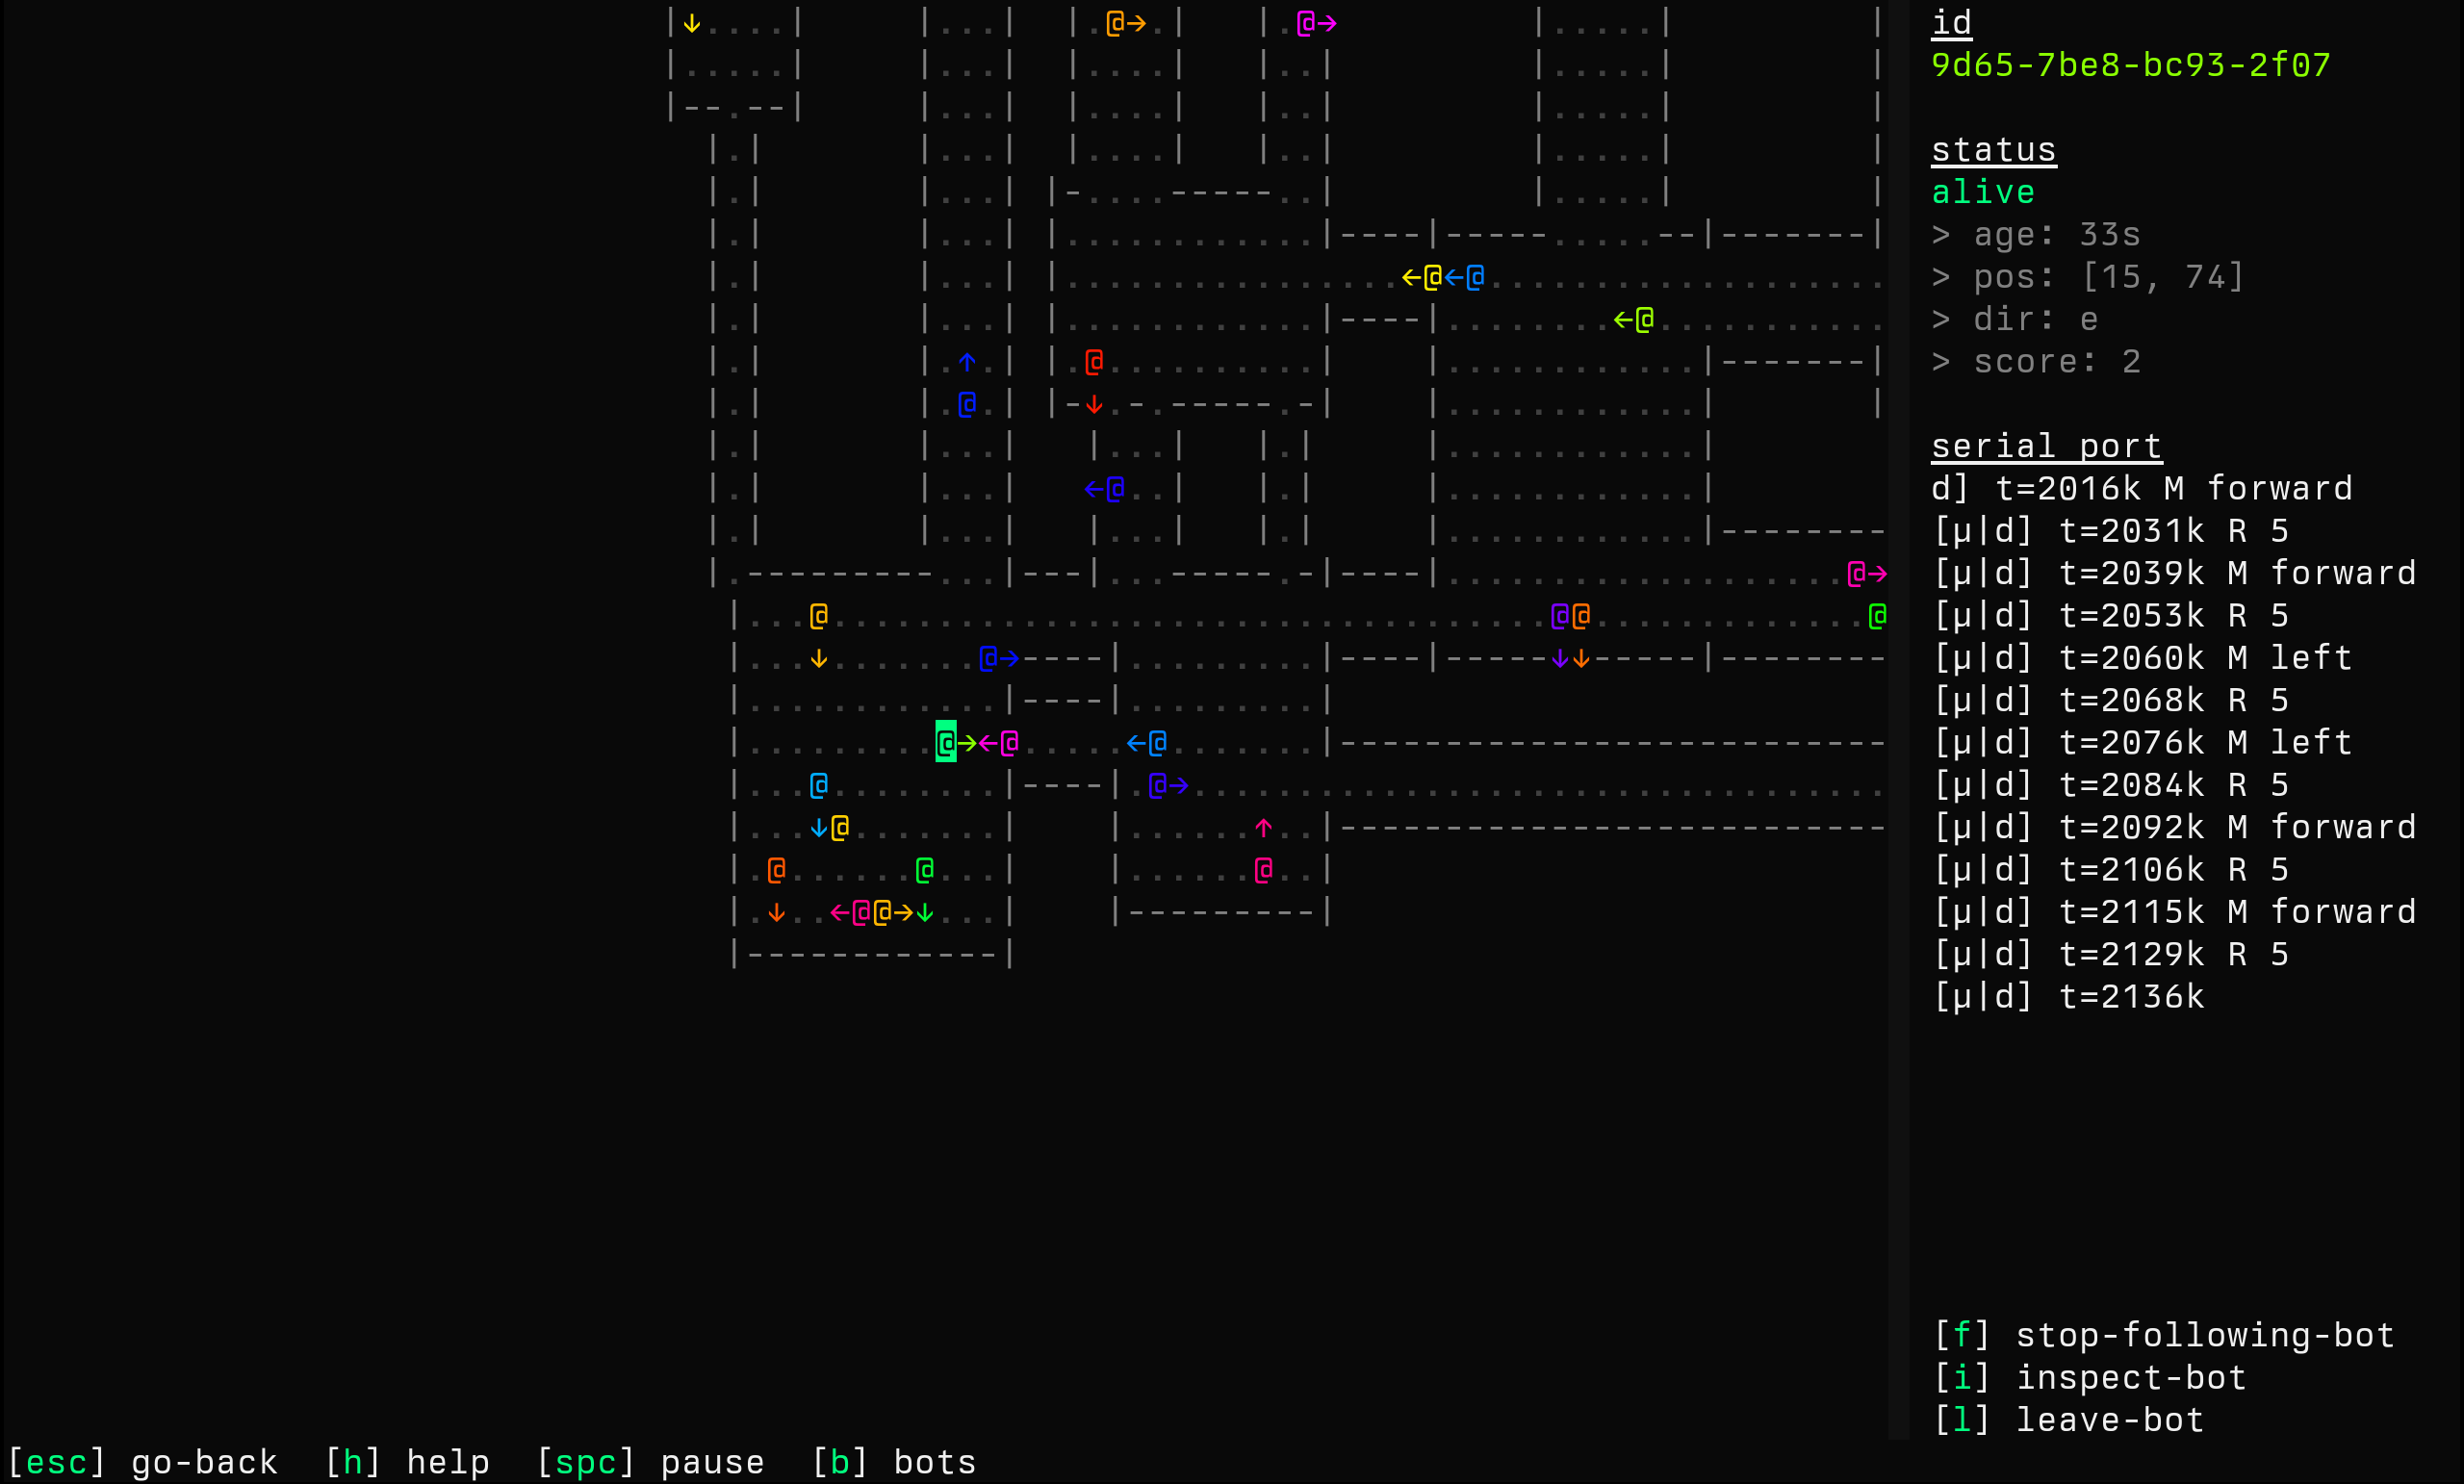 id
9d65-7be8-bc93-2f07
status
alive
> age: 33s
> pos: [15, 74]
> dir: e
> score: 2
serial port
d] t=2016k M forward
[µ|d] t=2031k R 5
[µ|d] t=2039k M forward
[µ|d] t=2053k R 5
[µ|d] t=2060k M left
[µ|d] t=2068k R 5
[µ|d] t=2076k M left
[µ|d] t=2084k R 5
[µ|d] t=2092k M forward
[µ|d] t=2106k R 5
[µ|d] t=2115k M forward
[µ|d] t=2129k R 5
[µ|d] t=2136k
[f] stop-following-bot
[i] inspect-bot
[l] leave-bot
[esc] go-back [h] help [spc] pause [b] bots